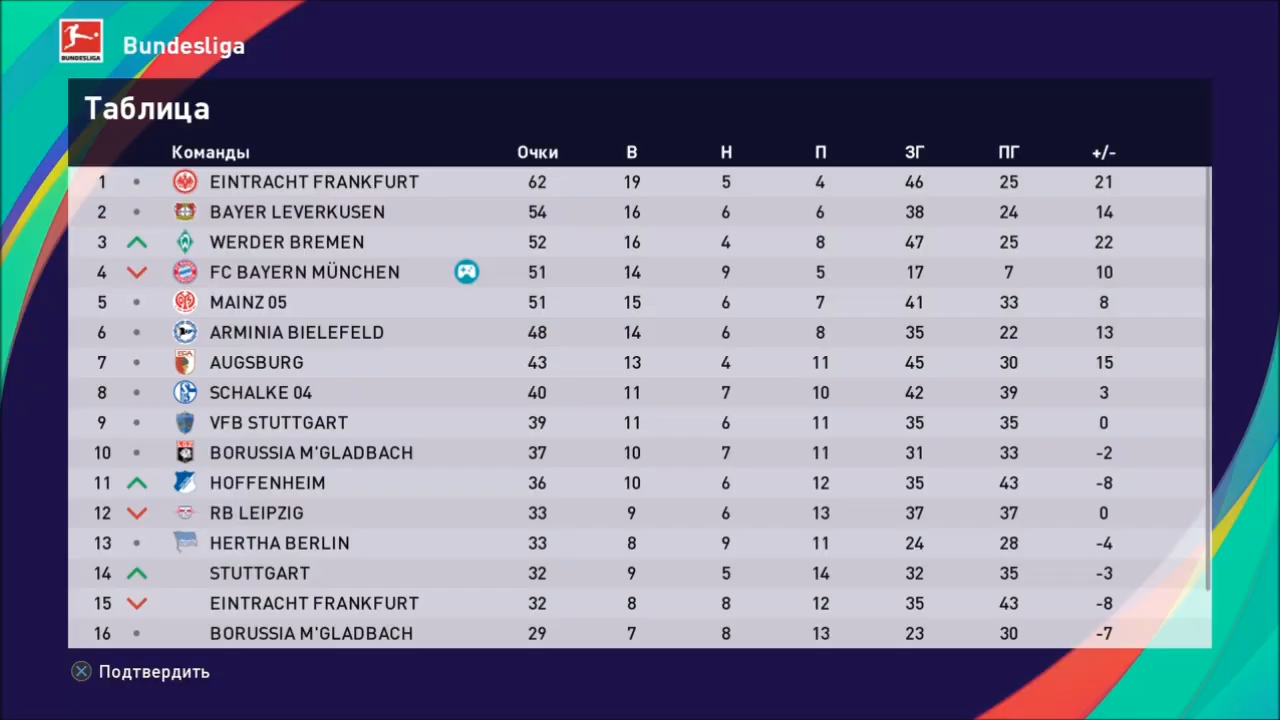 BUNDESLIGA
Bundesliga
Таблица
Команды Очки В Н П ЗГ ПГ +/-
1 EINTRACHT FRANKFURT 62 19 5 4 46 25 21
2 BAYER LEVERKUSEN 54 16 6 6 38 24 14
3 WERDER BREMEN 52 16 4 8 47 25 22
4 FC BAYERN MÜNCHEN 51 14 9 5 17 7 10
5 MAINZ 05 51 15 6 7 41 33 8
6 ARMINIA BIELEFELD 48 14 6 8 35 22 13
7 AUGSBURG 43 13 4 11 45 30 15
8 SCHALKE 04 40 11 7 10 42 39 3
9 VFB STUTTGART 39 11 6 11 35 35 0
10 BORUSSIA M'GLADBACH 37 10 7 11 31 33 -2
11 HOFFENHEIM 36 10 6 12 35 43 -8
12 RB LEIPZIG 33 9 6 13 37 37 0
13 HERTHA BERLIN 33 8 9 11 24 28 -4
14 STUTTGART 32 9 5 14 32 35 -3
15 EINTRACHT FRANKFURT 32 8 8 12 35 43 -8
16 BORUSSIA M'GLADBACH 29 7 8 13 23 30 -7
Подтвердить